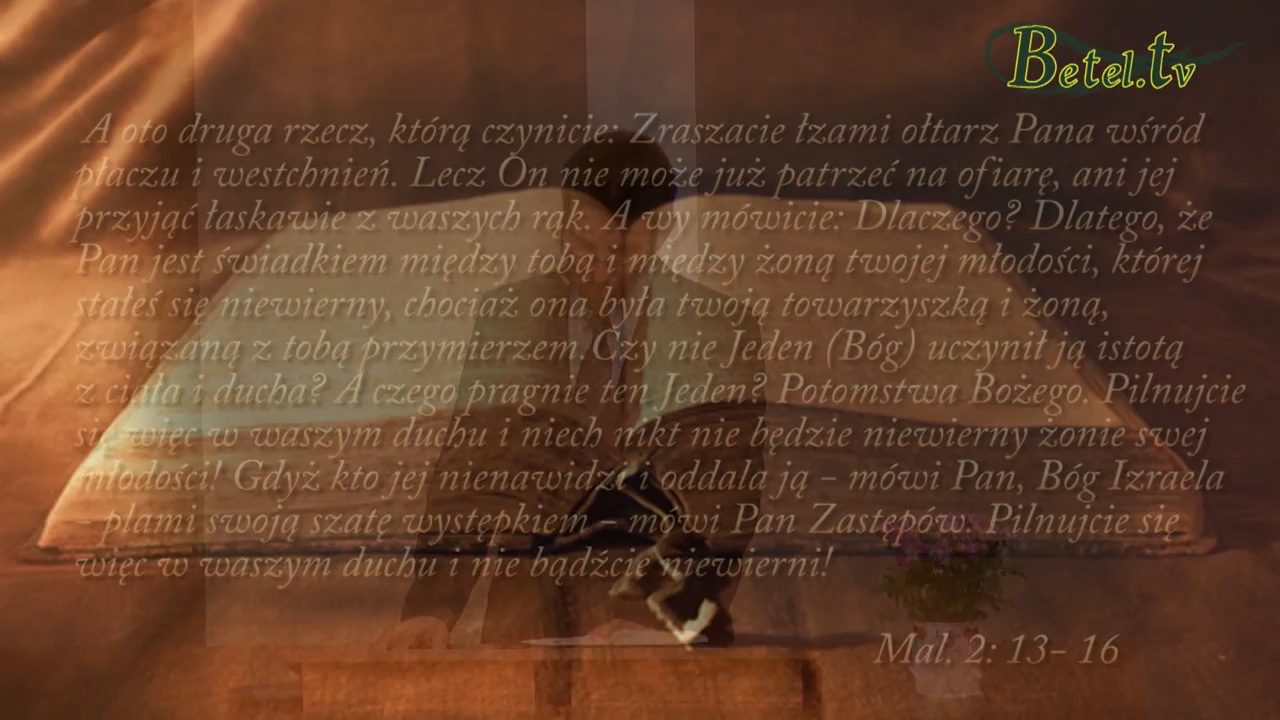 Betel.tv
A oto druga rzecz, którą czynicie: Zraszacie łzami ołtarz Pana wśród
płaczu i westchnień. Lecz On nie może już patrzeć na ofiarę, ani jej
przyjąć łaskawie z waszych rąk. A wy mówicie: Dlaczego? Dlatego, że
Pan jest świadkiem między tobą i miedzy żoną twojej młodości, której
stałeś się niewierny, chociaż ona była twoją towarzyszką i żoną,
związaną z tobą przymierzem.Czy nie Jeden (Bóg) uczynił ją istotą
z ciała i ducha? A czego pragnie ten Jeden? Potomstwa Bożego. Pilnujcie
się więc w waszym duchu i niech nikt nie będzie niewierny żonie swej
młodości! Gdyż kto jej nienawidzi i oddala ją – mówi Pan, Bóg Izraela
– plami swoją szatę występkiem – mówi Pan Zastępów. Pilnujcie się
więc w waszym duchu i nie bądźcie niewierni!
Mal. 2: 13- 16